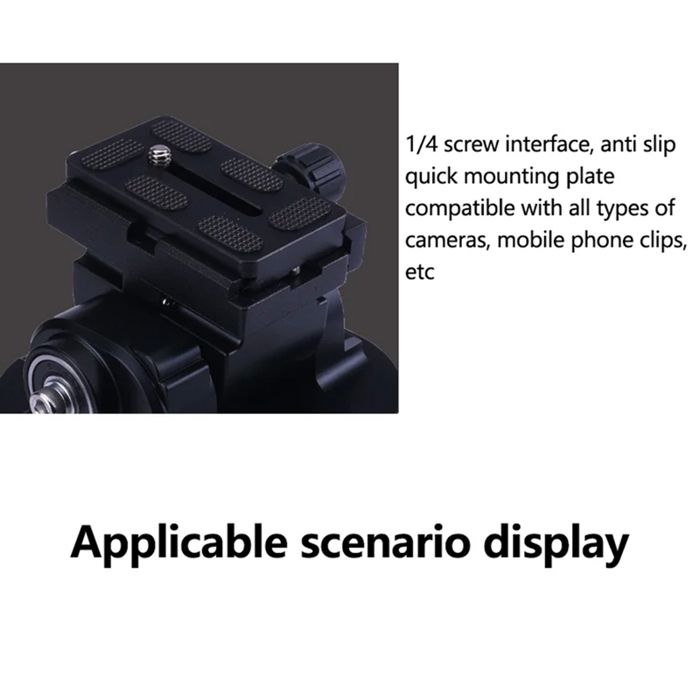 1/4 screw interface, anti slip
quick mounting plate
compatible with all types of
cameras, mobile phone clips,
etc
Applicable scenario display